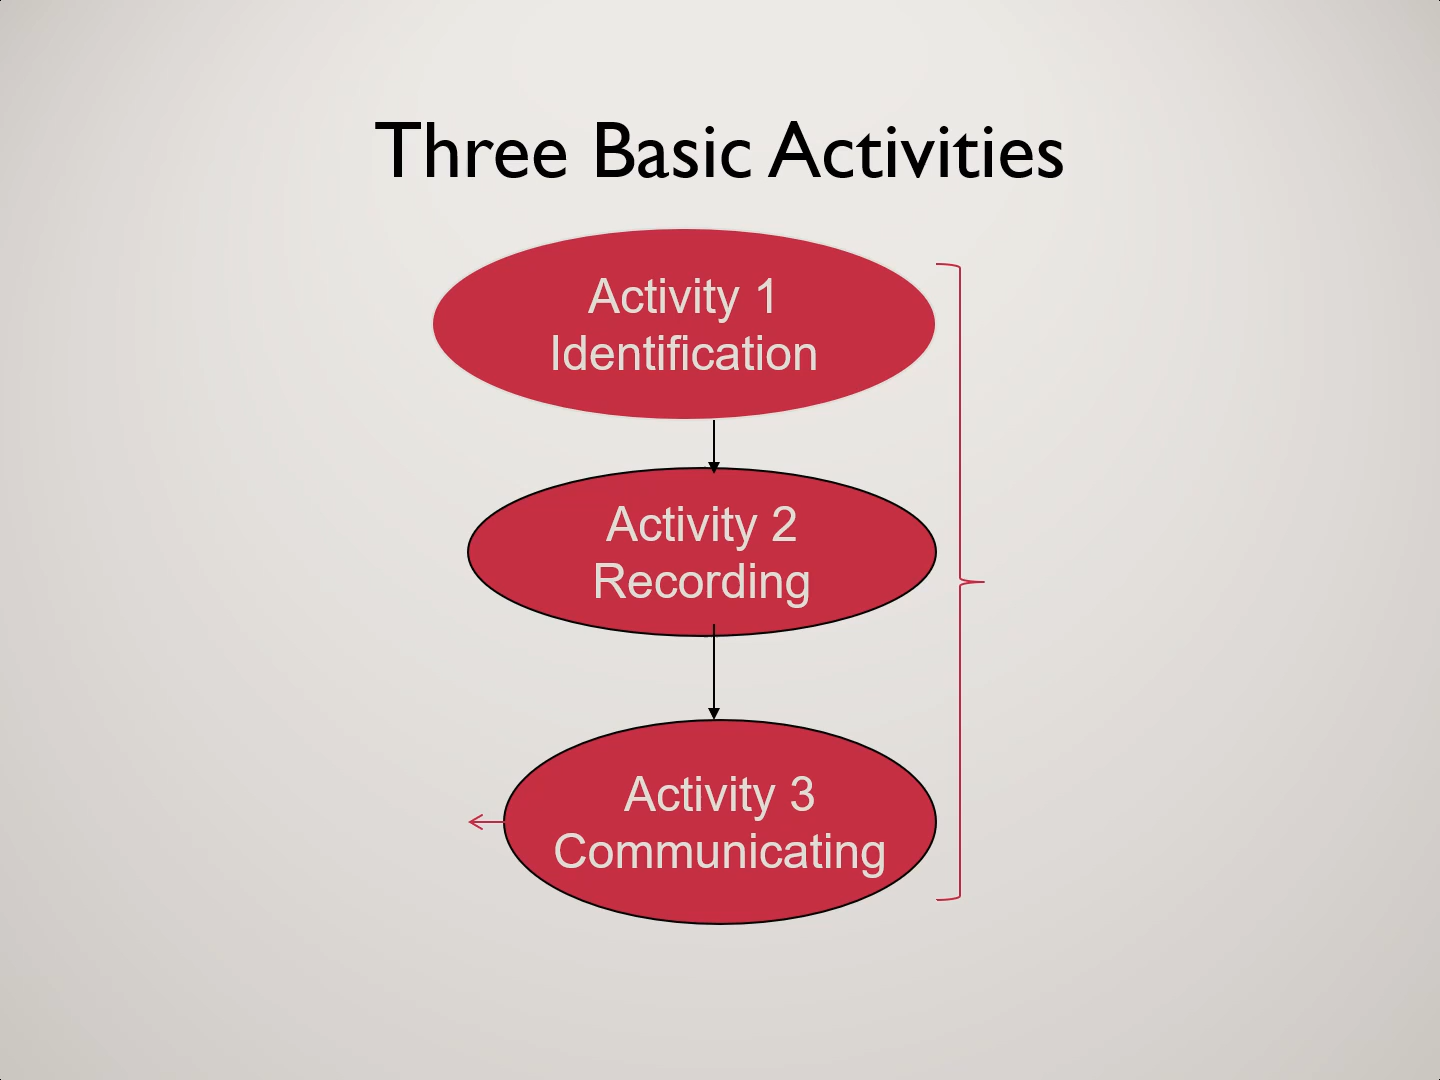 Three Basic Activities
Activity 1
Identification
Activity 2
Recording
Activity 3
Communicating